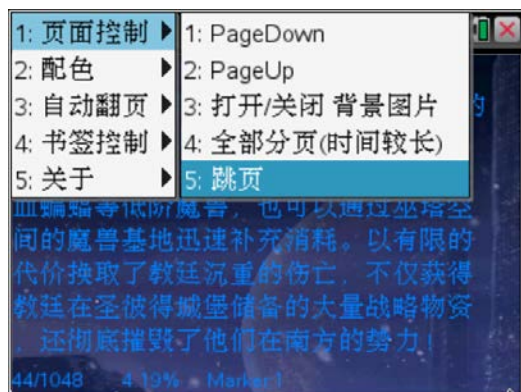 1: 页面控制
2: 配色
3: 自动翻页
4: 书签控制
5: 关于
1: PageDown
2: PageUp
3: 打开/关闭 背景图片
4: 全部分页(时间较长)
5: 跳页
的
血蝙蝠等低阶魔兽，也可以通过巫塔空
间的魔兽基地迅速补充消耗。以有限的
代价换取了教廷沉重的伤亡，不仅获得
教廷在圣彼得城堡储备的大量战略物资
，还彻底摧毁了他们在南方的势力！
44/1048 4.19% Marker:1